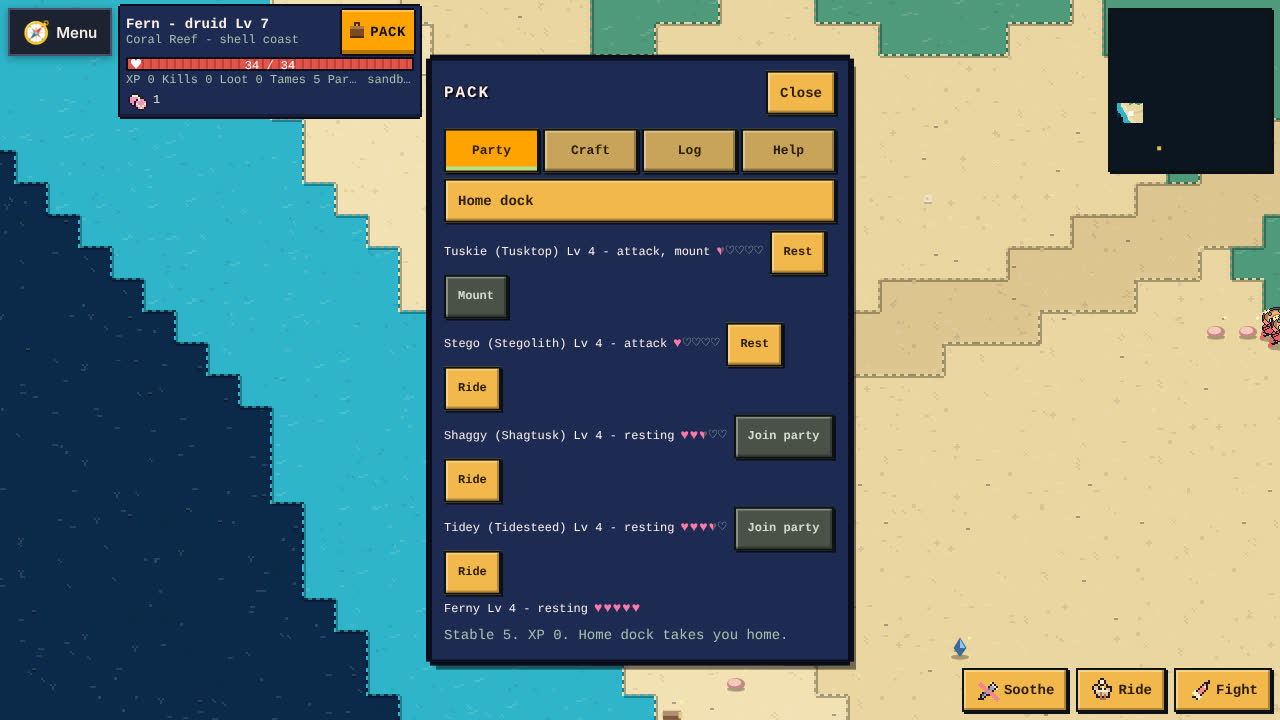 Menu
Fern - druid Lv 7
Coral Reef - shell coast
PACK
34 / 34
XP 0 Kills 0 Loot 0 Tames 5 Par… sandb…
1
PACK
Close
Party
Craft
Log
Help
Home dock
Tuskie (Tusktop) Lv 4 - attack, mount ♥♡♡♡♡
Rest
Mount
Stego (Stegolith) Lv 4 - attack ♥♡♡♡♡
Rest
Ride
Shaggy (Shagtusk) Lv 4 - resting ♥♥♥♡♡
Join party
Ride
Tidey (Tidesteed) Lv 4 - resting ♥♥♥♥♡
Join party
Ride
Ferny Lv 4 - resting ♥♥♥♥♥
Stable 5. XP 0. Home dock takes you home.
Soothe
Ride
Fight